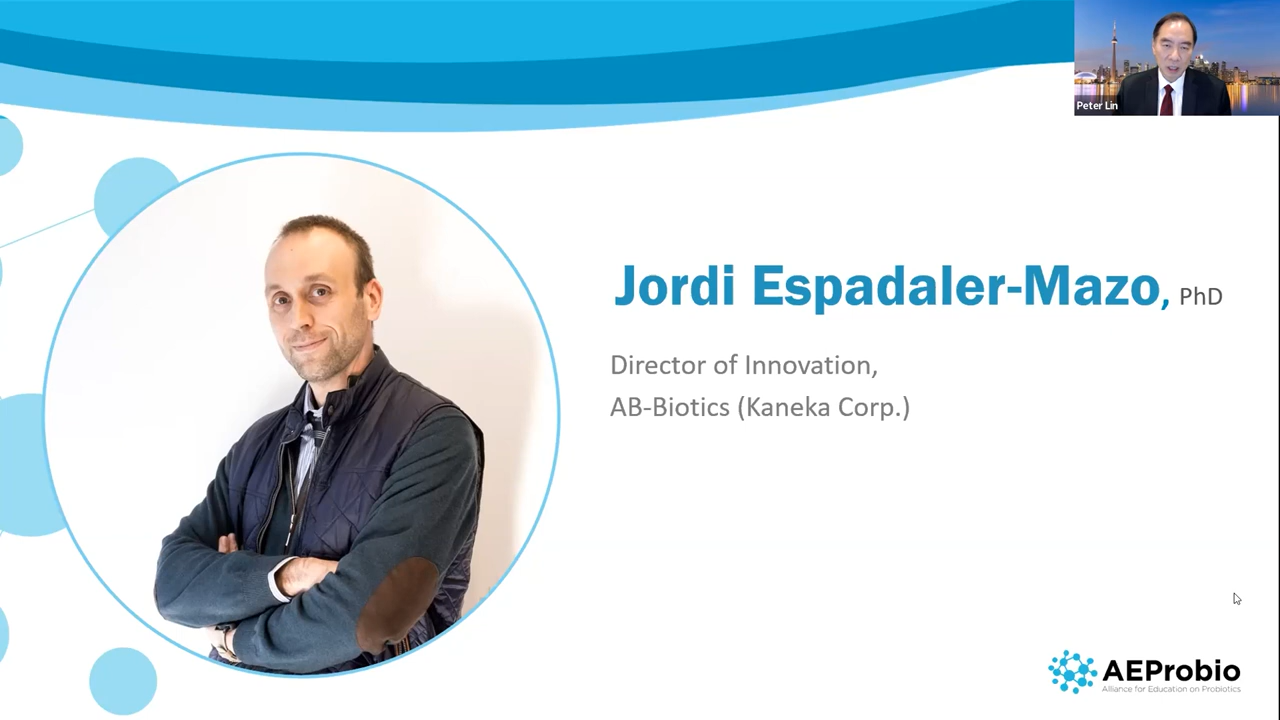 Peter Lin
Jordi Espadaler-Mazo, PhD
Director of Innovation,
AB-Biotics (Kaneka Corp.)
AEProbio
Alliance for Education on Probiotics